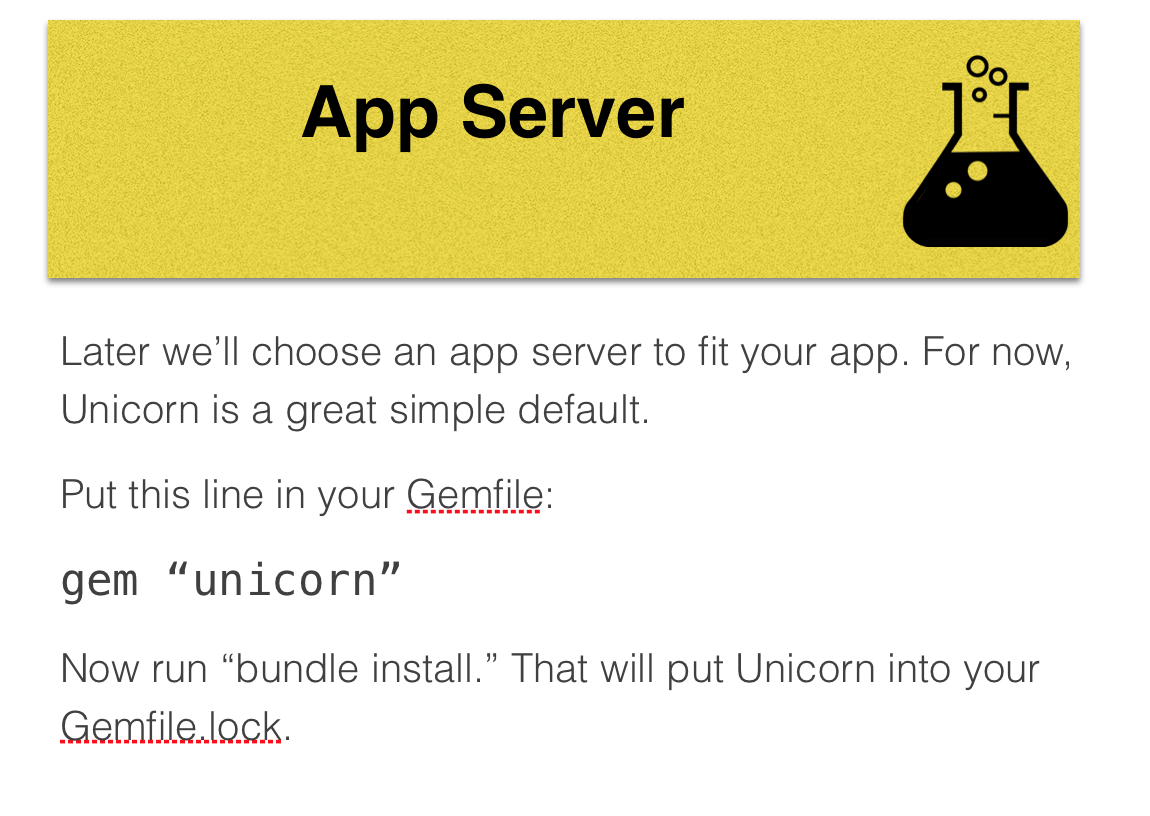 App Server
Later we’ll choose an app server to fit your app. For now,
Unicorn is a great simple default.
Put this line in your Gemfile:
gem “unicorn”
Now run “bundle install.” That will put Unicorn into your
Gemfile.lock.